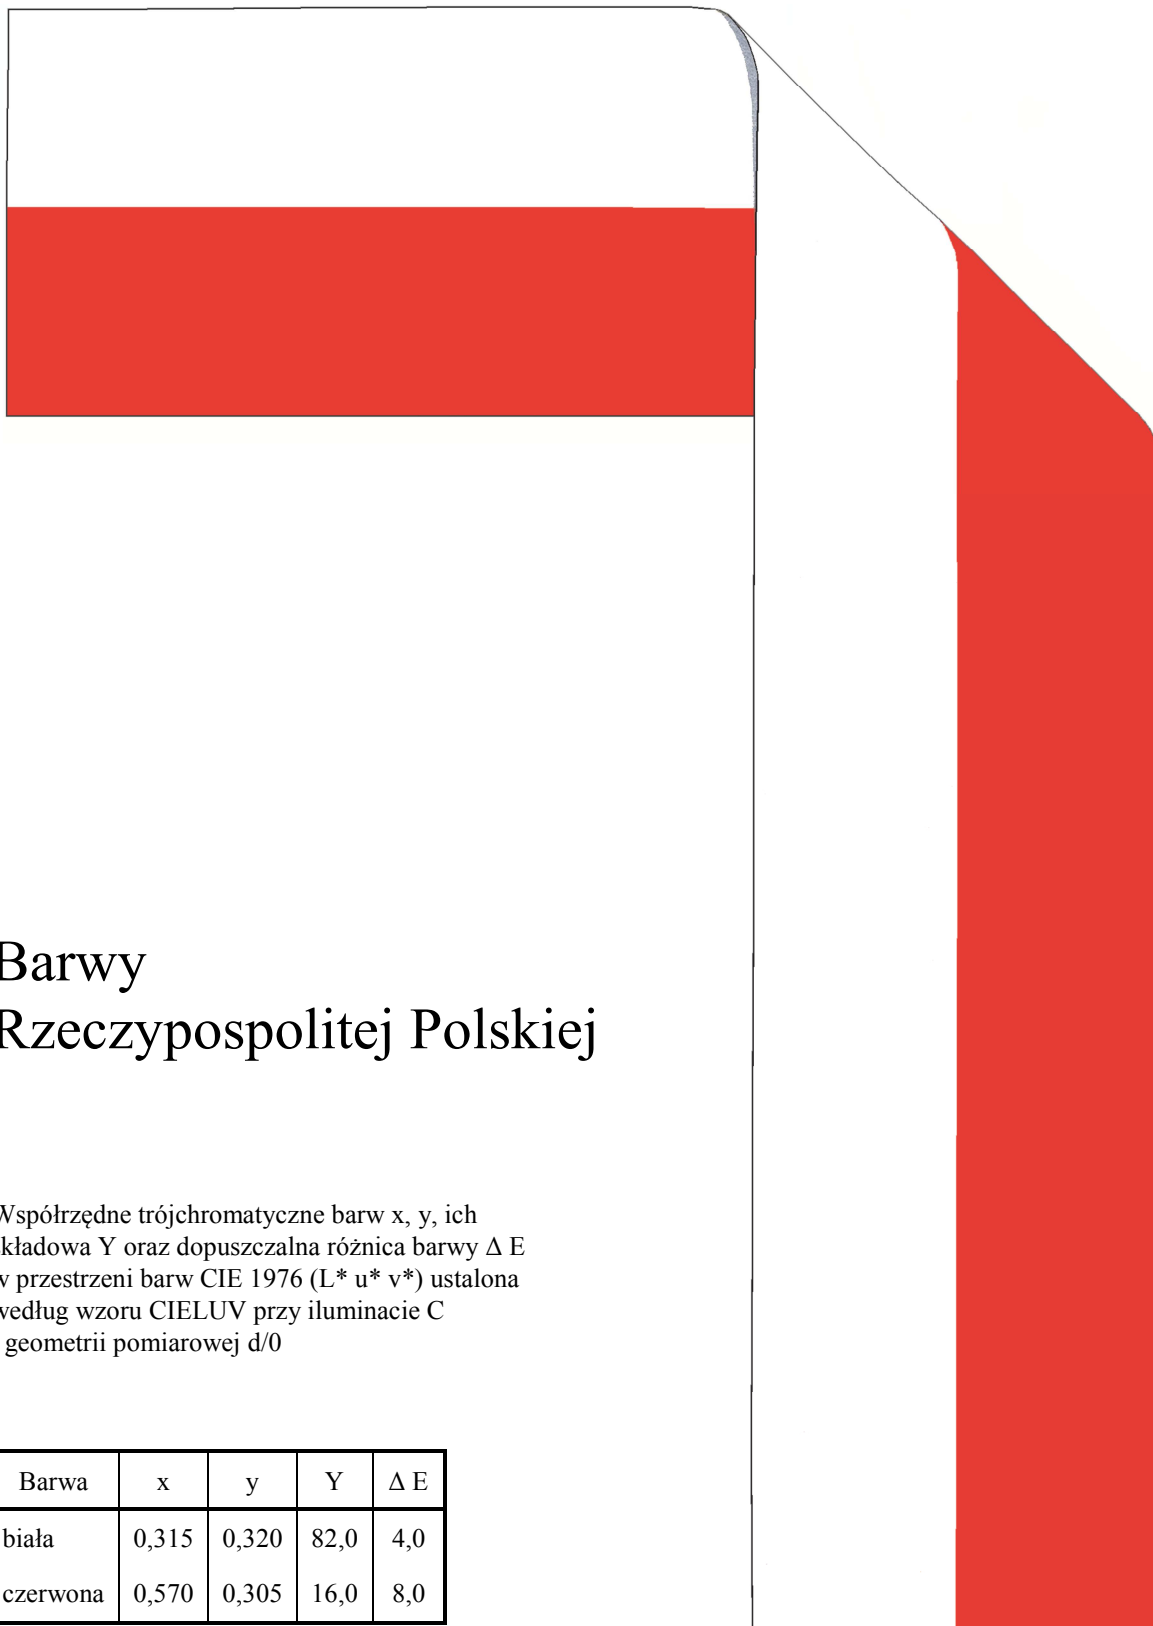 Barwy
Rzeczypospolitej Polskiej
Współrzędne trójchromatyczne barw x, y, ich
kładowa Y oraz dopuszczalna różnica barwy Δ E
w przestrzeni barw CIE 1976 (L* u* v*) ustalona
według wzoru CIELUV przy iluminacie C
geometrii pomiarowej d/0
Barwa x y Y Δ E
biała 0,315 0,320 82,0 4,0
czerwona 0,570 0,305 16,0 8,0